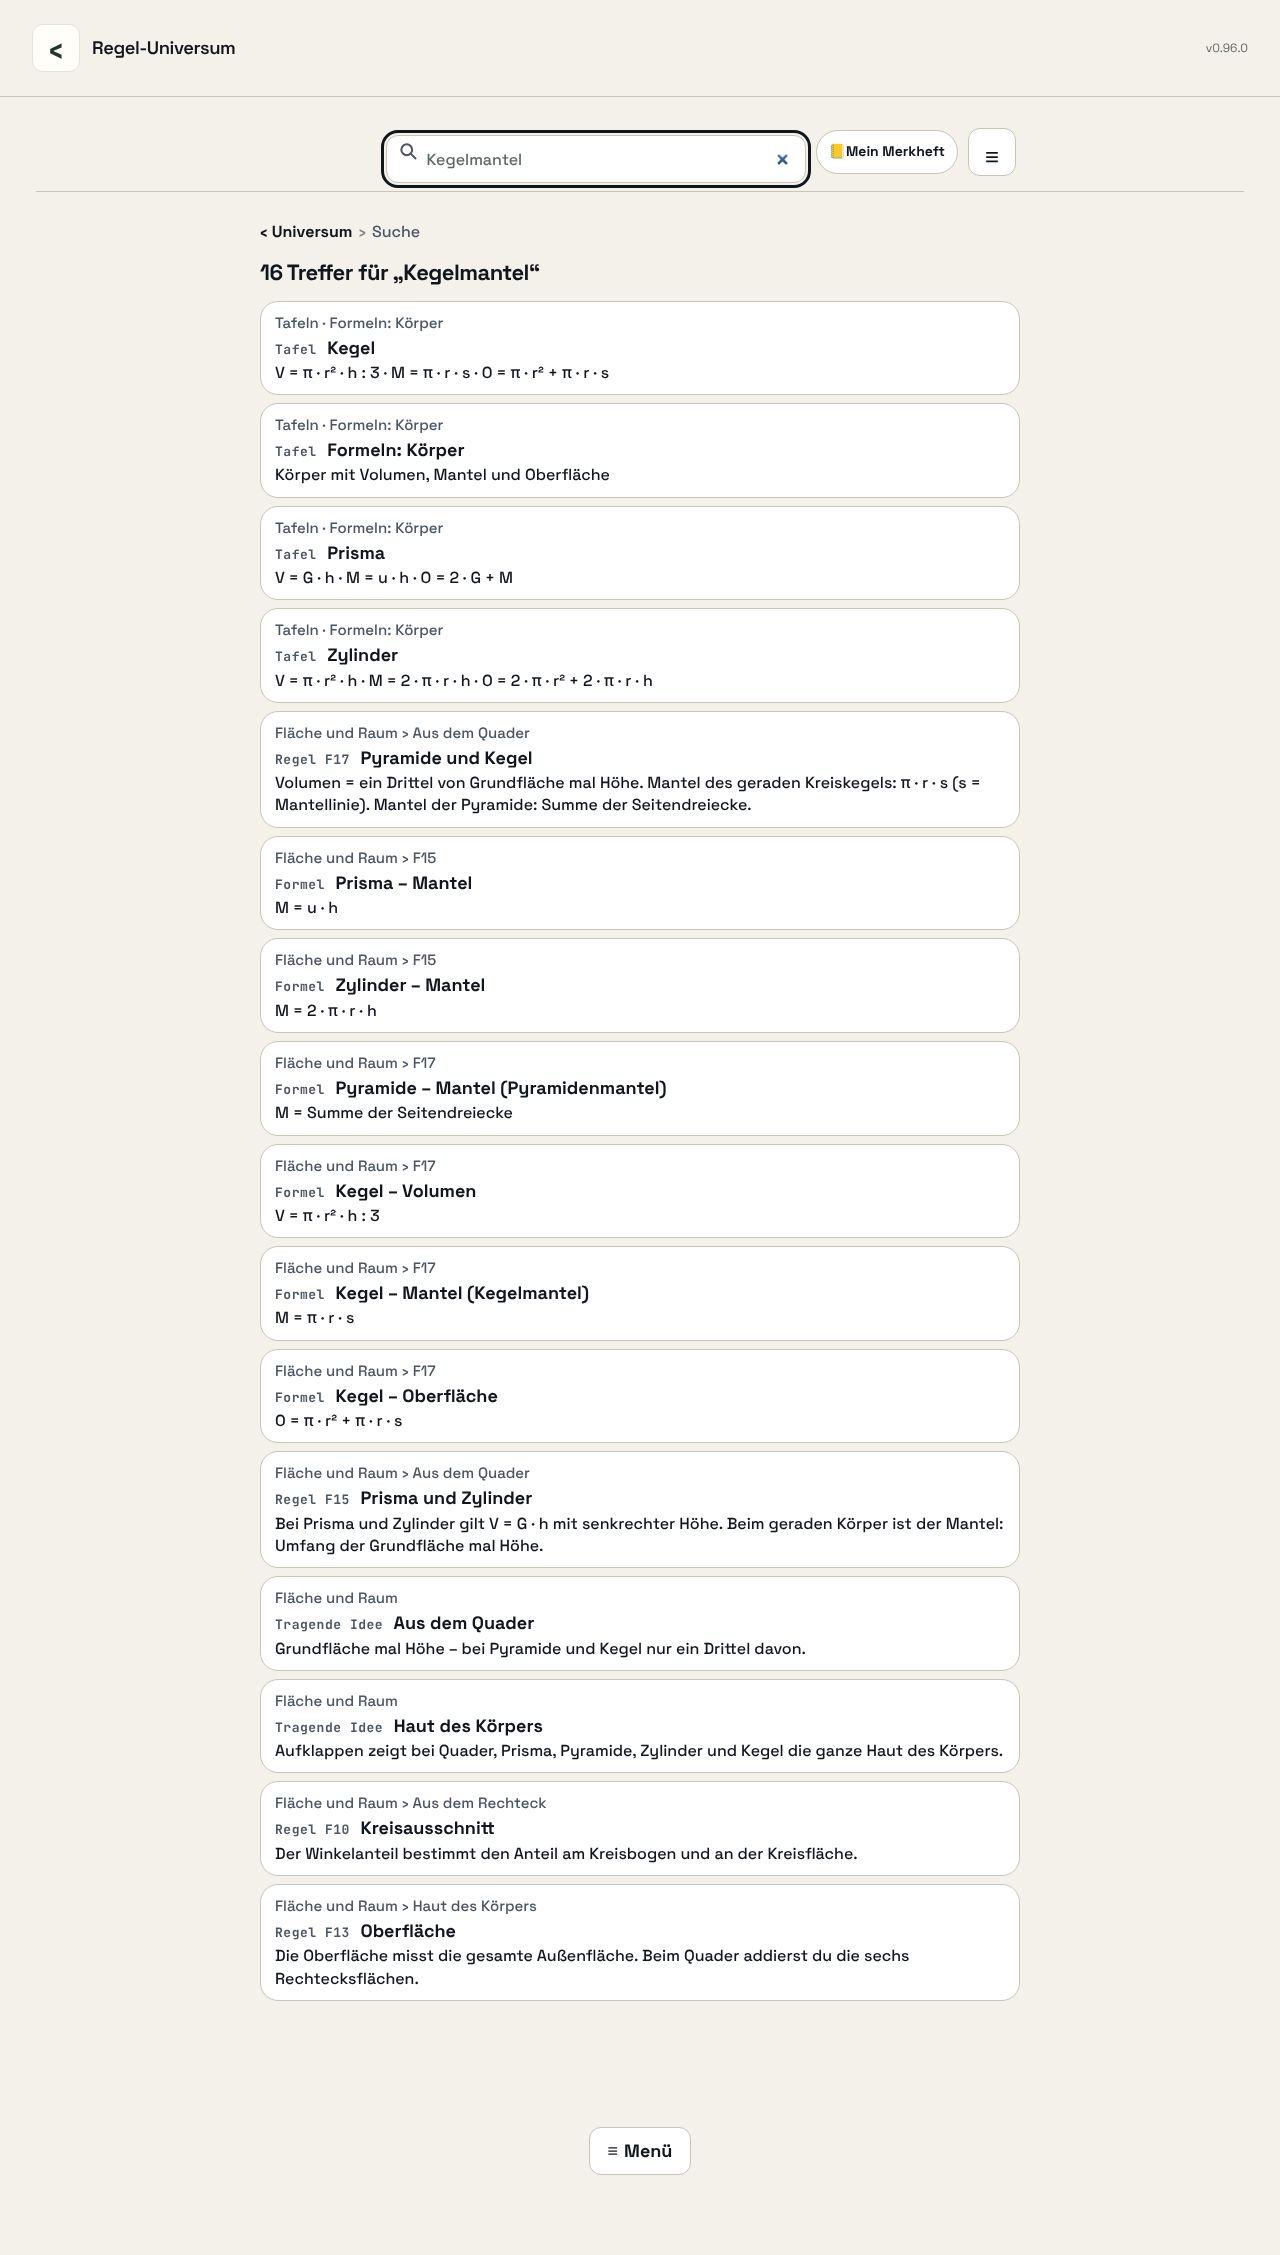 <
Regel-Universum
v0.96.0
Kegelmantel
×
Mein Merkheft
≡
< Universum > Suche
16 Treffer für „Kegelmantel“
Tafeln · Formeln: Körper
Tafel Kegel
V = π · r² · h : 3 · M = π · r · s · O = π · r² + π · r · s
Tafeln · Formeln: Körper
Tafel Formeln: Körper
Körper mit Volumen, Mantel und Oberfläche
Tafeln · Formeln: Körper
Tafel Prisma
V = G · h · M = u · h · O = 2 · G + M
Tafeln · Formeln: Körper
Tafel Zylinder
V = π · r² · h · M = 2 · π · r · h · O = 2 · π · r² + 2 · π · r · h
Fläche und Raum > Aus dem Quader
Regel F17 Pyramide und Kegel
Volumen = ein Drittel von Grundfläche mal Höhe. Mantel des geraden Kreiskegels: π · r · s (s =
Mantellinie). Mantel der Pyramide: Summe der Seitendreiecke.
Fläche und Raum > F15
Formel Prisma – Mantel
M = u · h
Fläche und Raum > F15
Formel Zylinder – Mantel
M = 2 · π · r · h
Fläche und Raum > F17
Formel Pyramide – Mantel (Pyramidenmantel)
M = Summe der Seitendreiecke
Fläche und Raum > F17
Formel Kegel – Volumen
V = π · r² · h : 3
Fläche und Raum > F17
Formel Kegel – Mantel (Kegelmantel)
M = π · r · s
Fläche und Raum > F17
Formel Kegel – Oberfläche
O = π · r² + π · r · s
Fläche und Raum > Aus dem Quader
Regel F15 Prisma und Zylinder
Bei Prisma und Zylinder gilt V = G · h mit senkrechter Höhe. Beim geraden Körper ist der Mantel:
Umfang der Grundfläche mal Höhe.
Fläche und Raum
Tragende Idee Aus dem Quader
Grundfläche mal Höhe – bei Pyramide und Kegel nur ein Drittel davon.
Fläche und Raum
Tragende Idee Haut des Körpers
Aufklappen zeigt bei Quader, Prisma, Pyramide, Zylinder und Kegel die ganze Haut des Körpers.
Fläche und Raum > Aus dem Rechteck
Regel F10 Kreisausschnitt
Der Winkelanteil bestimmt den Anteil am Kreisbogen und an der Kreisfläche.
Fläche und Raum > Haut des Körpers
Regel F13 Oberfläche
Die Oberfläche misst die gesamte Außenfläche. Beim Quader addierst du die sechs
Rechtecksflächen.
≡ Menü